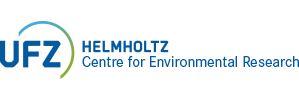 UFZ
HELMHOLTZ
Centre for Environmental Research